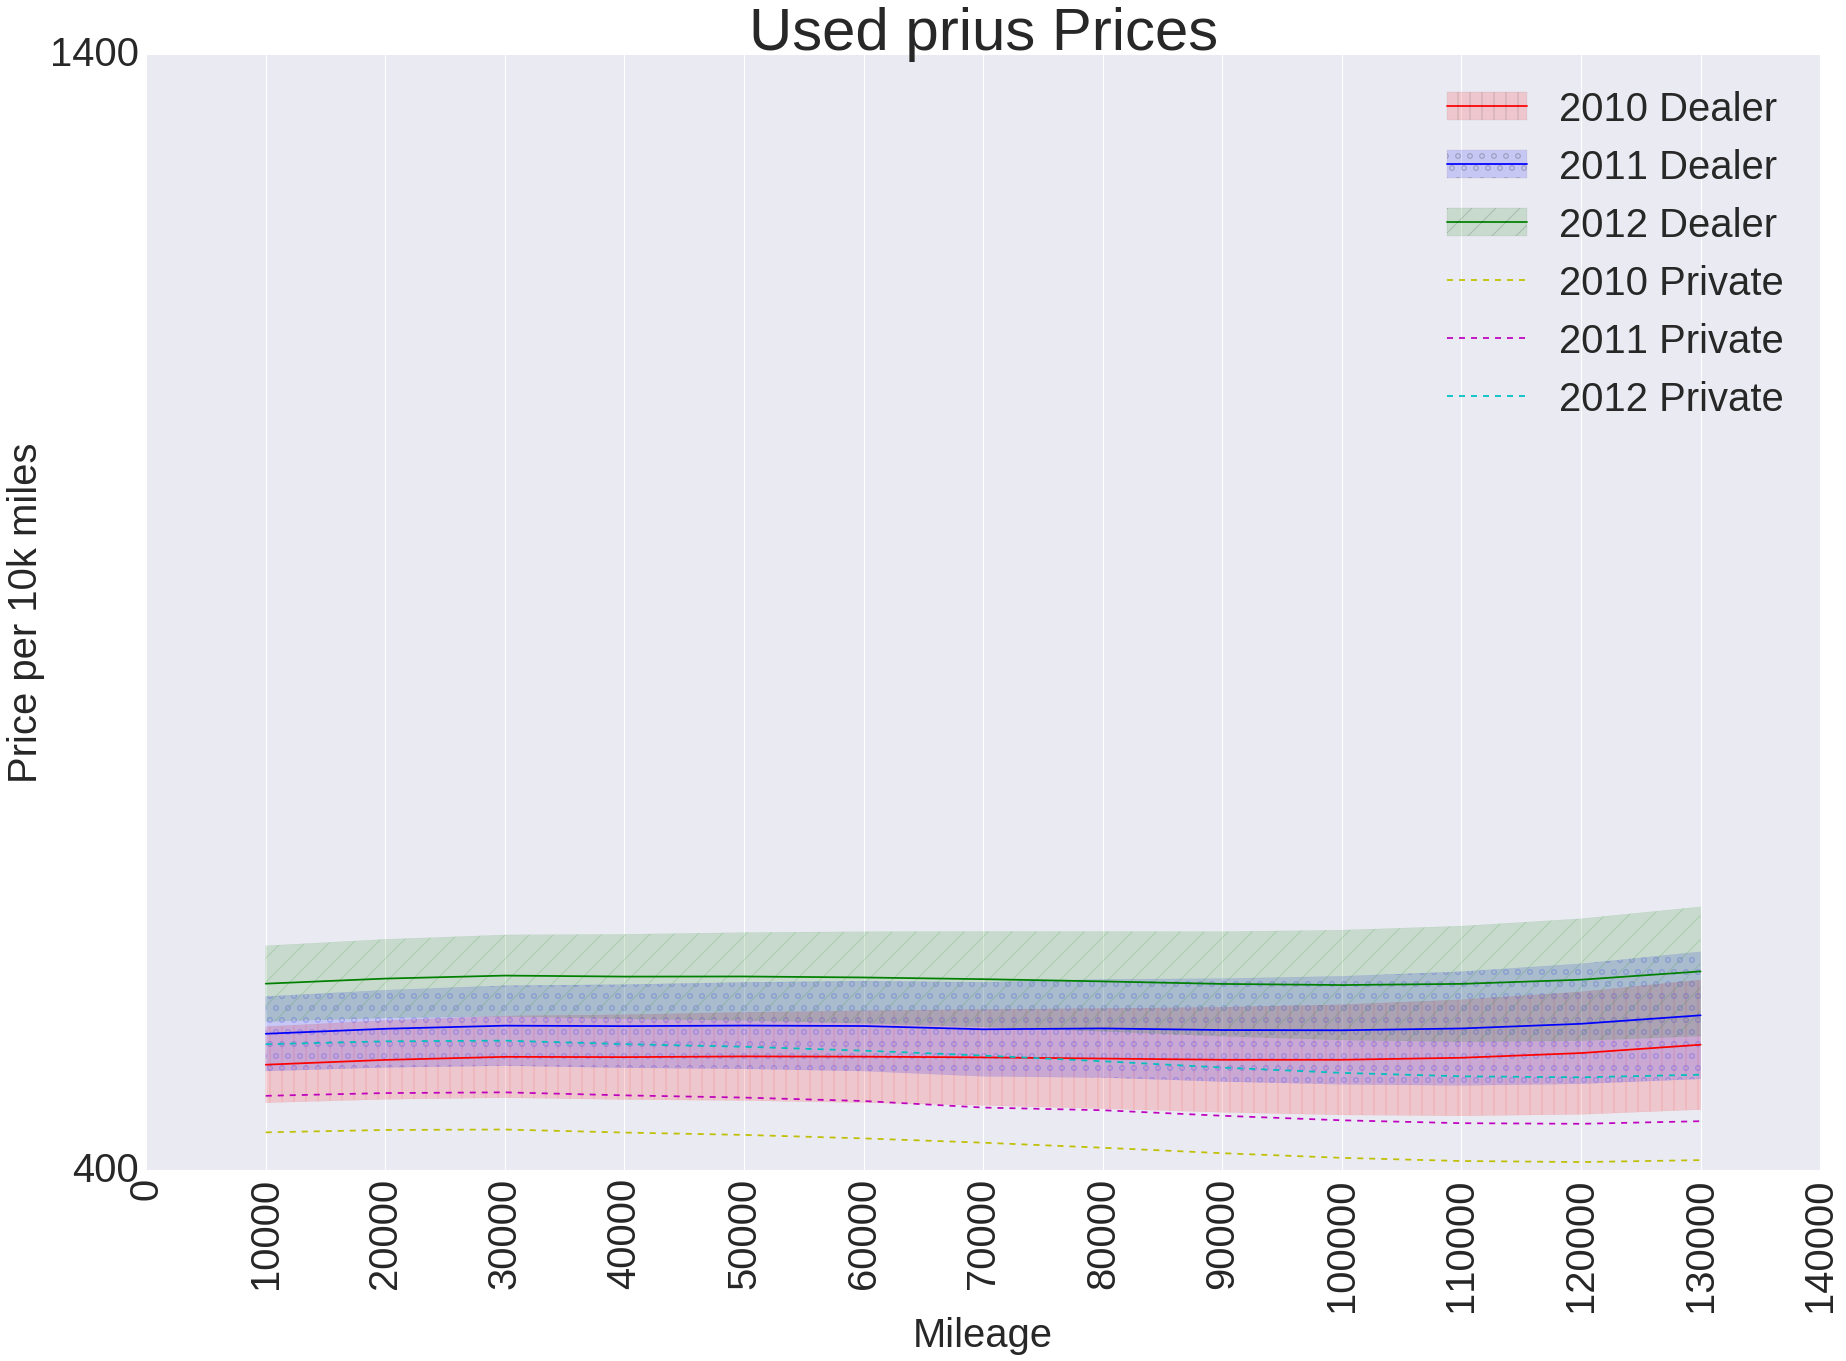 Used prius Prices
1400
2010 Dealer
2011 Dealer
2012 Dealer
2010 Private
2011 Private
2012 Private
Price per 10k miles
400
0
10000
20000
30000
40000
50000
60000
70000
80000
90000
100000
110000
120000
130000
140000
Mileage